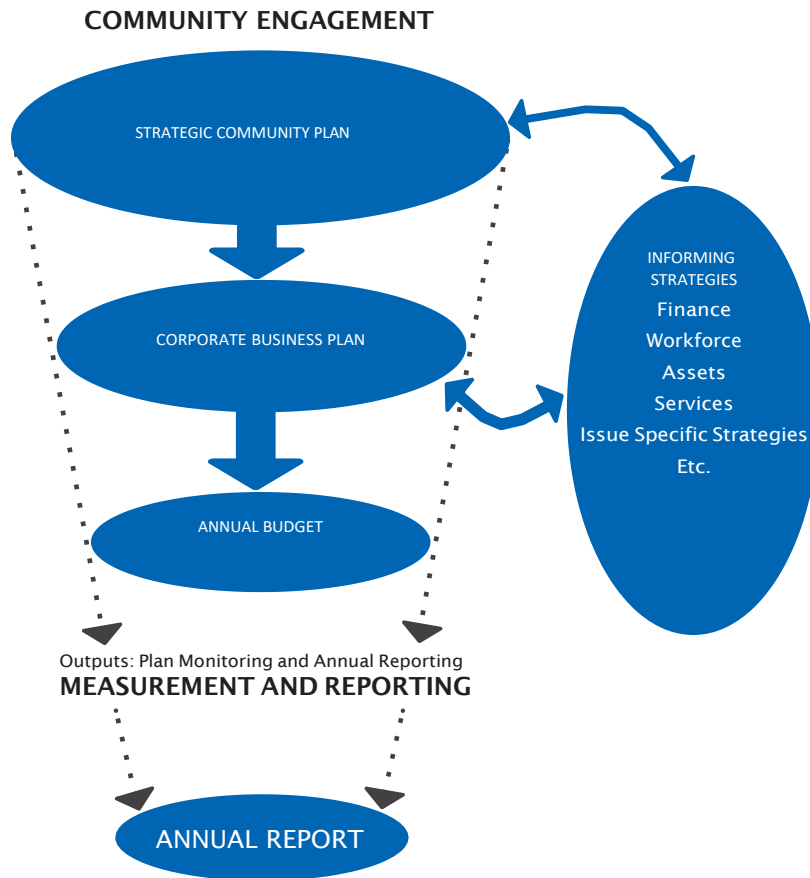 COMMUNITY ENGAGEMENT
STRATEGIC COMMUNITY PLAN
INFORMING
STRATEGIES
Finance
Workforce
Assets
Services
Issue Specific Strategies
Etc.
CORPORATE BUSINESS PLAN
ANNUAL BUDGET
Outputs: Plan Monitoring and Annual Reporting
MEASUREMENT AND REPORTING
ANNUAL REPORT